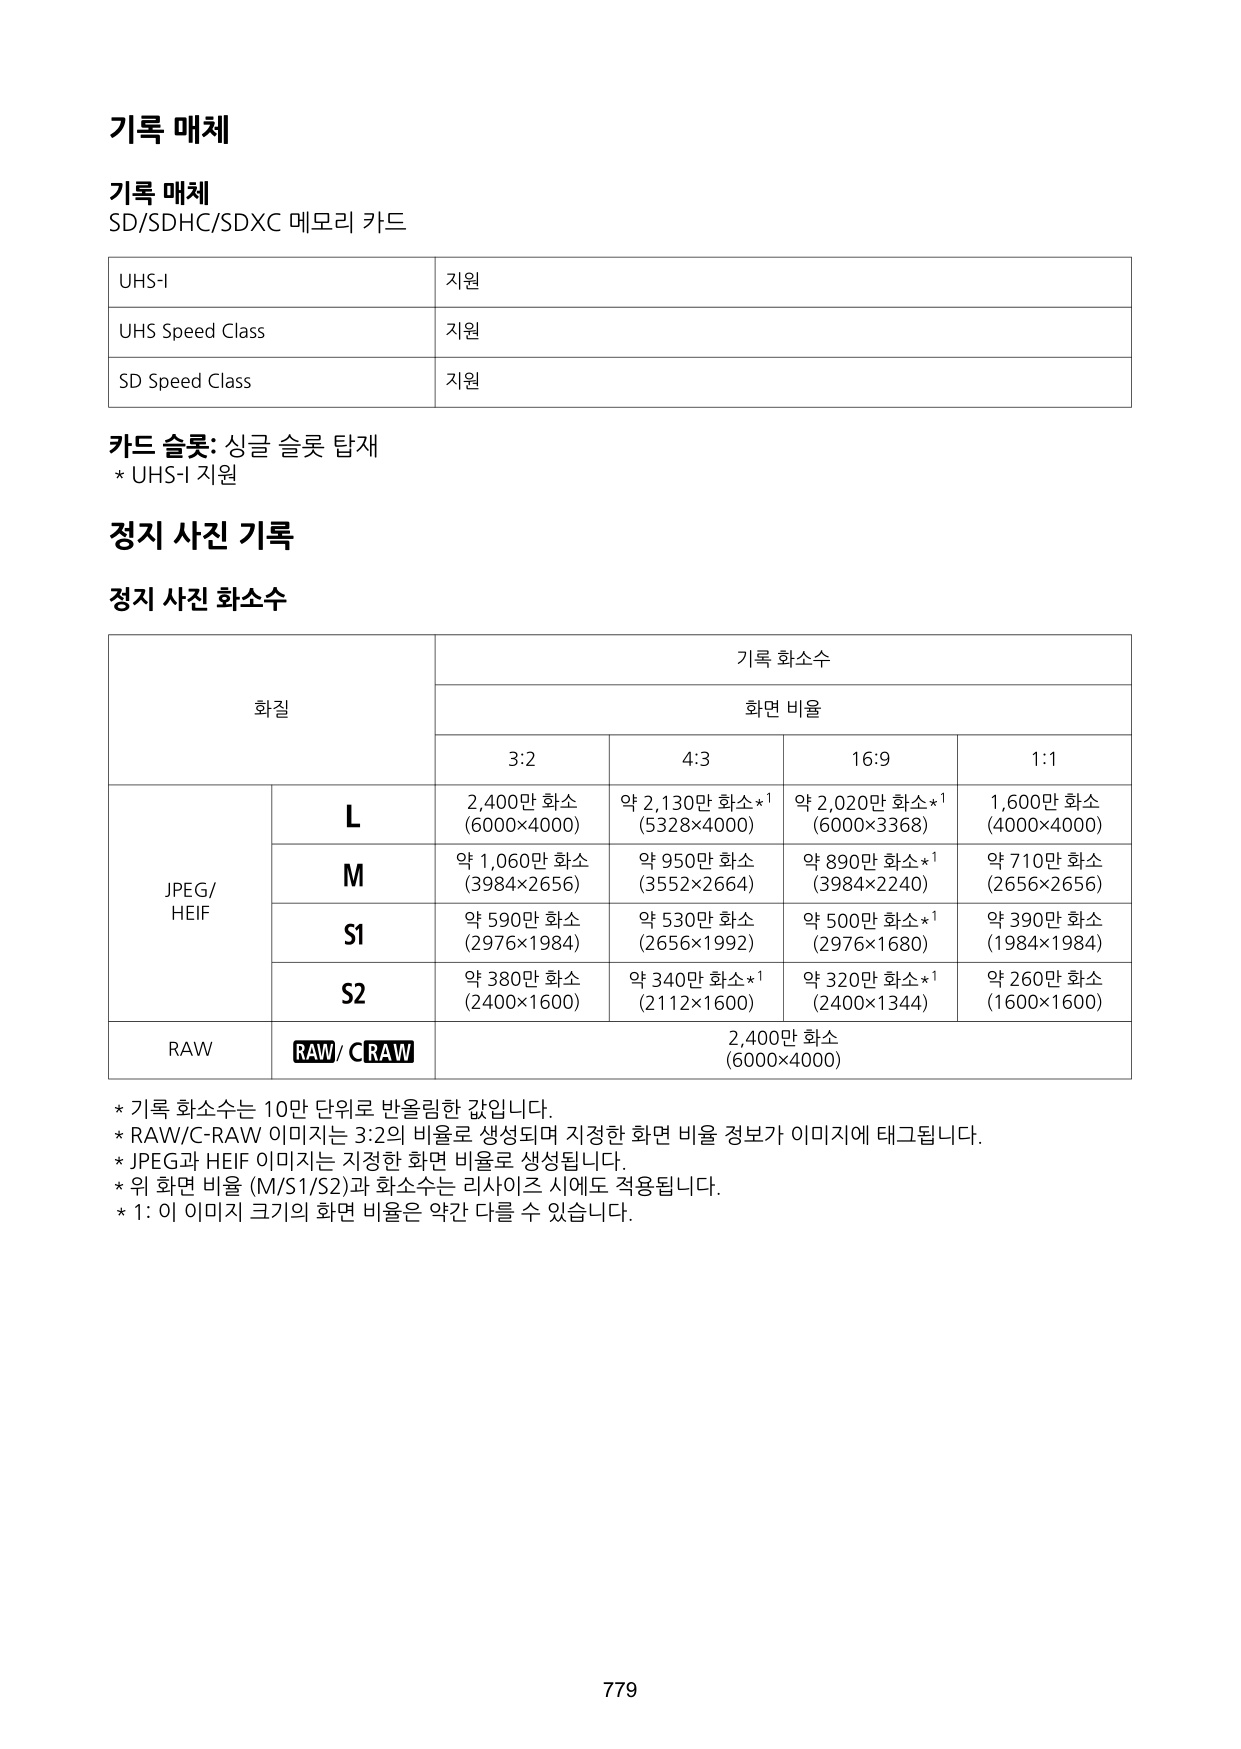 기록 매체
기록 매체
SD/SDHC/SDXC 메모리 카드
UHS-I 지원
UHS Speed Class 지원
SD Speed Class 지원
카드 슬롯: 싱글 슬롯 탑재
* UHS-I 지원
정지 사진 기록
정지 사진 화소수
기록 화소수
화질
화면 비율
3:2 4:3 16:9 1:1
JPEG/
HEIF
L
2,400만 화소 약 2,130만 화소*1 약 2,020만 화소*1 1,600만 화소
(6000×4000) (5328×4000) (6000×3368) (4000×4000)
M
약 1,060만 화소 약 950만 화소 약 890만 화소*1 약 710만 화소
(3984×2656) (3552×2664) (3984×2240) (2656×2656)
S1
약 590만 화소 약 530만 화소 약 500만 화소*1 약 390만 화소
(2976×1984) (2656×1992) (2976×1680) (1984×1984)
S2
약 380만 화소 약 340만 화소*1 약 320만 화소*1 약 260만 화소
(2400×1600) (2112×1600) (2400×1344) (1600×1600)
RAW
RAW/ CRAW
2,400만 화소
(6000×4000)
* 기록 화소수는 10만 단위로 반올림한 값입니다.
* RAW/C-RAW 이미지는 3:2의 비율로 생성되며 지정한 화면 비율 정보가 이미지에 태그됩니다.
* JPEG과 HEIF 이미지는 지정한 화면 비율로 생성됩니다.
* 위 화면 비율 (M/S1/S2)과 화소수는 리사이즈 시에도 적용됩니다.
* 1: 이 이미지 크기의 화면 비율은 약간 다를 수 있습니다.
779